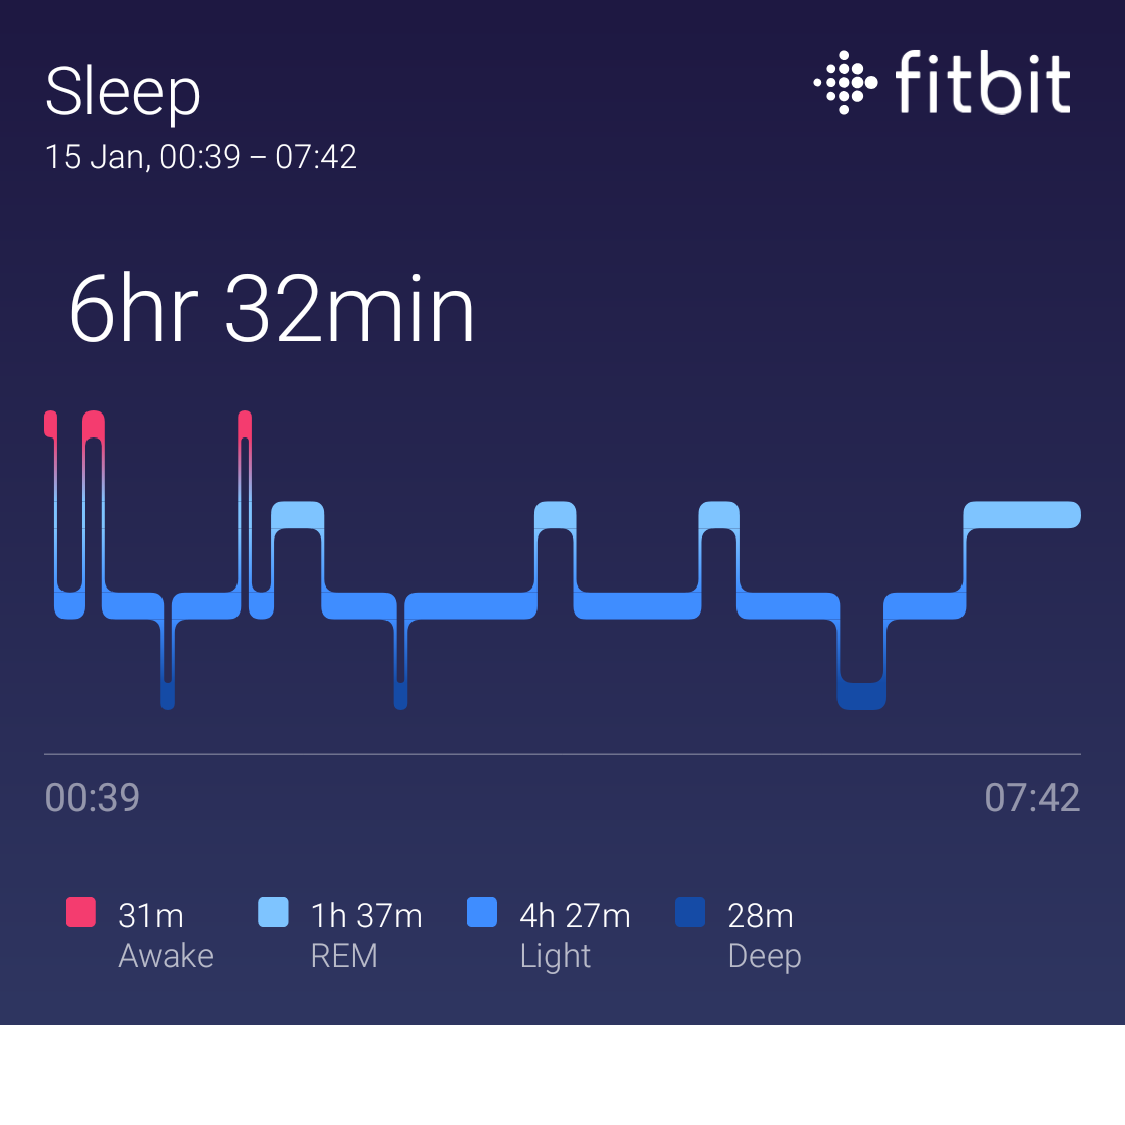 Sleep
fitbit
15 Jan, 00:39 – 07:42
6hr 32min
00:39
07:42
31m
Awake
1h 37m
REM
4h 27m
Light
28m
Deep